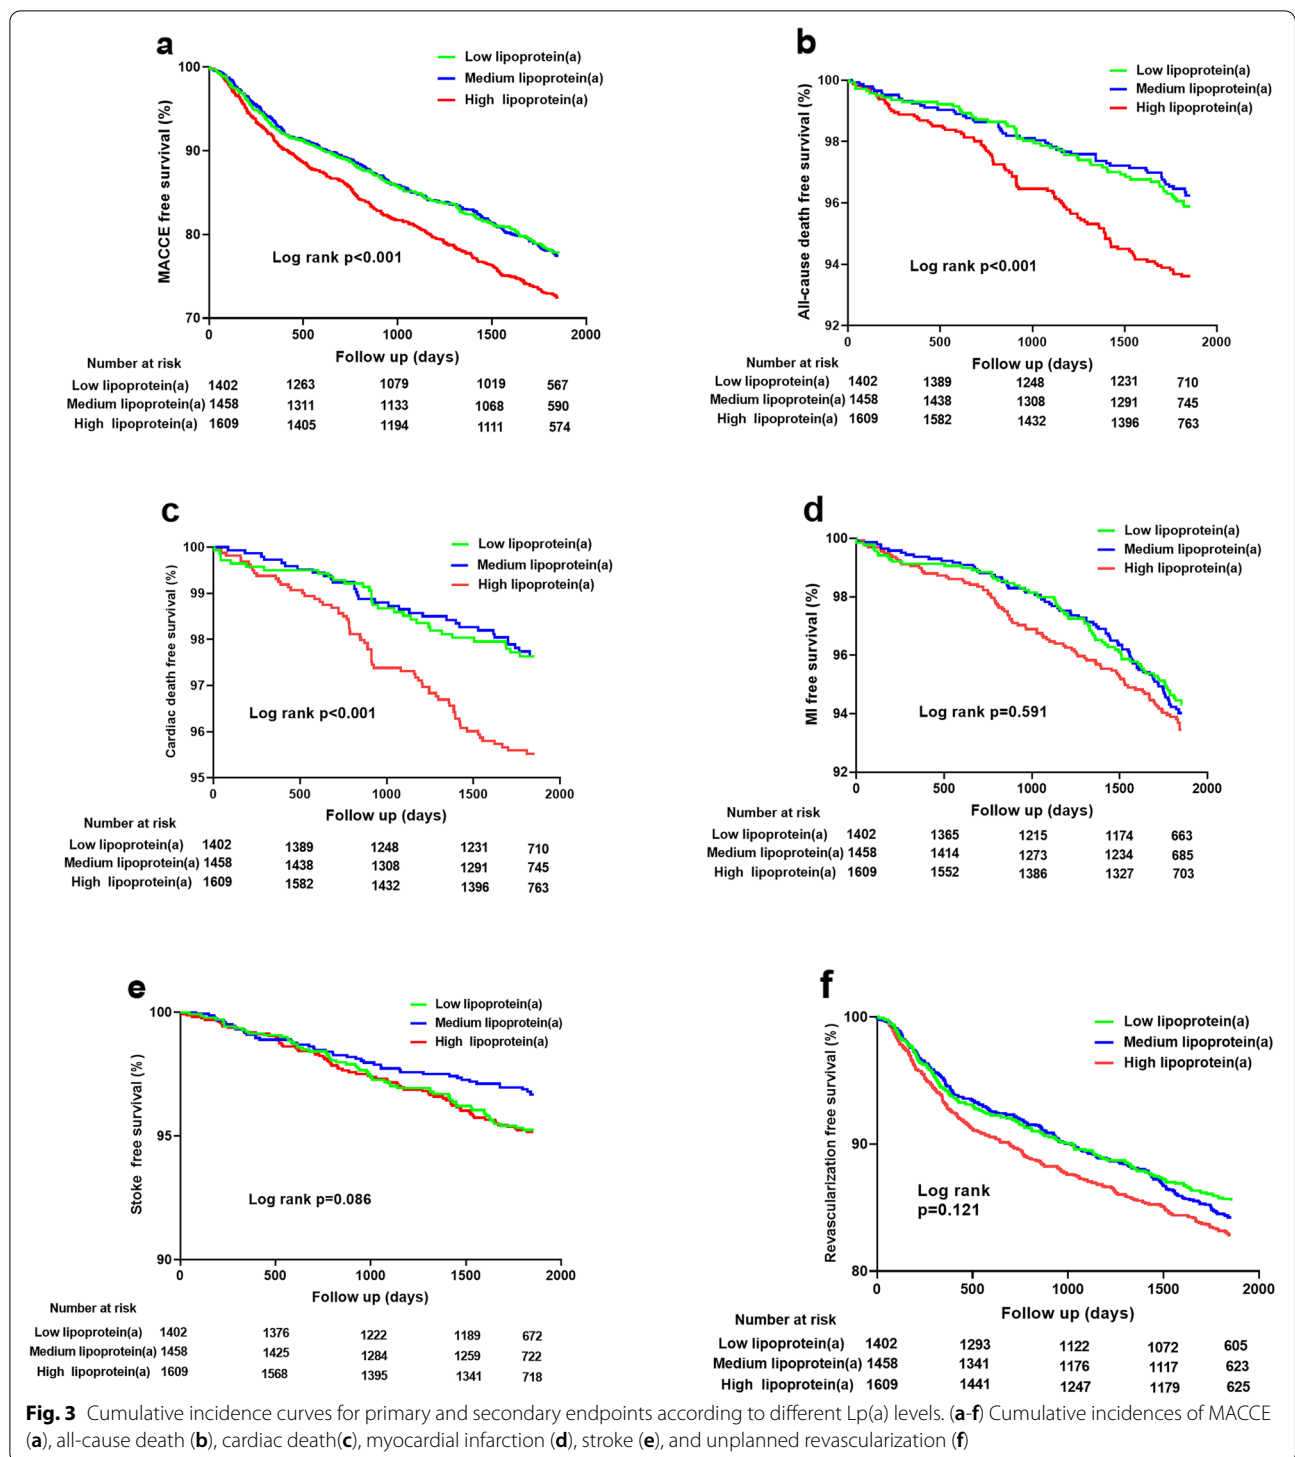 a
Low lipoprotein(a)
Medium lipoprotein(a)
High lipoprotein(a)
MACCE free survival (%)
100
90
80
70
Log rank p<0.001
0 500 1000 1500 2000
Follow up (days)
Number at risk
Low lipoprotein(a) 1402 1263 1079 1019 567
Medium lipoprotein(a) 1458 1311 1133 1068 590
High lipoprotein(a) 1609 1405 1194 1111 574
b
Low lipoprotein(a)
Medium lipoprotein(a)
High lipoprotein(a)
All-cause death free survival (%)
100
98
96
94
92
Log rank p<0.001
0 500 1000 1500 2000
Follow up (days)
Number at risk
Low lipoprotein(a) 1402 1389 1248 1231 710
Medium lipoprotein(a) 1458 1438 1308 1291 745
High lipoprotein(a) 1609 1582 1432 1396 763
c
Low lipoprotein(a)
Medium lipoprotein(a)
High lipoprotein(a)
Cardiac death free survival (%)
100
99
98
97
96
95
Log rank p<0.001
0 500 1000 1500 2000
Follow up (days)
Number at risk
Low lipoprotein(a) 1402 1389 1248 1231 710
Medium lipoprotein(a) 1458 1438 1308 1291 745
High lipoprotein(a) 1609 1582 1432 1396 763
d
Low lipoprotein(a)
Medium lipoprotein(a)
High lipoprotein(a)
MI free survival (%)
100
98
96
94
92
Log rank p=0.591
0 500 1000 1500 2000
Follow up (days)
Number at risk
Low lipoprotein(a) 1402 1365 1215 1174 663
Medium lipoprotein(a) 1458 1414 1273 1234 685
High lipoprotein(a) 1609 1552 1386 1327 703
e
Low lipoprotein(a)
Medium lipoprotein(a)
High lipoprotein(a)
Stoke free survival (%)
100
95
90
Log rank p=0.086
0 500 1000 1500 2000
Follow up (days)
Number at risk
Low lipoprotein(a) 1402 1376 1222 1189 672
Medium lipoprotein(a) 1458 1425 1284 1259 722
High lipoprotein(a) 1609 1568 1395 1341 718
f
Low lipoprotein(a)
Medium lipoprotein(a)
High lipoprotein(a)
Revascularization free survival (%)
100
90
80
Log rank
p=0.121
0 500 1000 1500 2000
Follow up (days)
Number at risk
Low lipoprotein(a) 1402 1293 1122 1072 605
Medium lipoprotein(a) 1458 1341 1176 1117 623
High lipoprotein(a) 1609 1441 1247 1179 625
Fig. 3 Cumulative incidence curves for primary and secondary endpoints according to different Lp(a) levels. (a-f) Cumulative incidences of MACCE
(a), all-cause death (b), cardiac death(c), myocardial infarction (d), stroke (e), and unplanned revascularization (f)